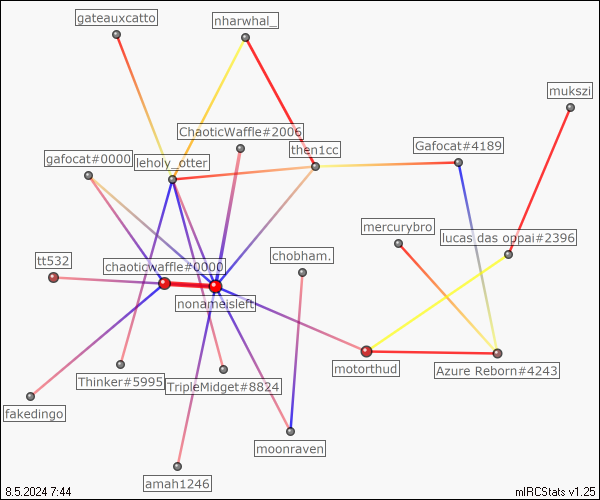 gateauxcatto
nharwhal_
mukszi
ChaoticWaffle#2006
then1cc
Gafocat#4189
gafocat#0000
leholy_otter
mercurybro
lucas das oppai#2396
chobham.
tt532
chaoticwaffle#0000
nonameisleft
motorthud
Azure Reborn#4243
Thinker#5995
TripleMidget#8824
fakedingo
moonraven
amah1246
8.5.2024 7:44
mIRCStats v1.25